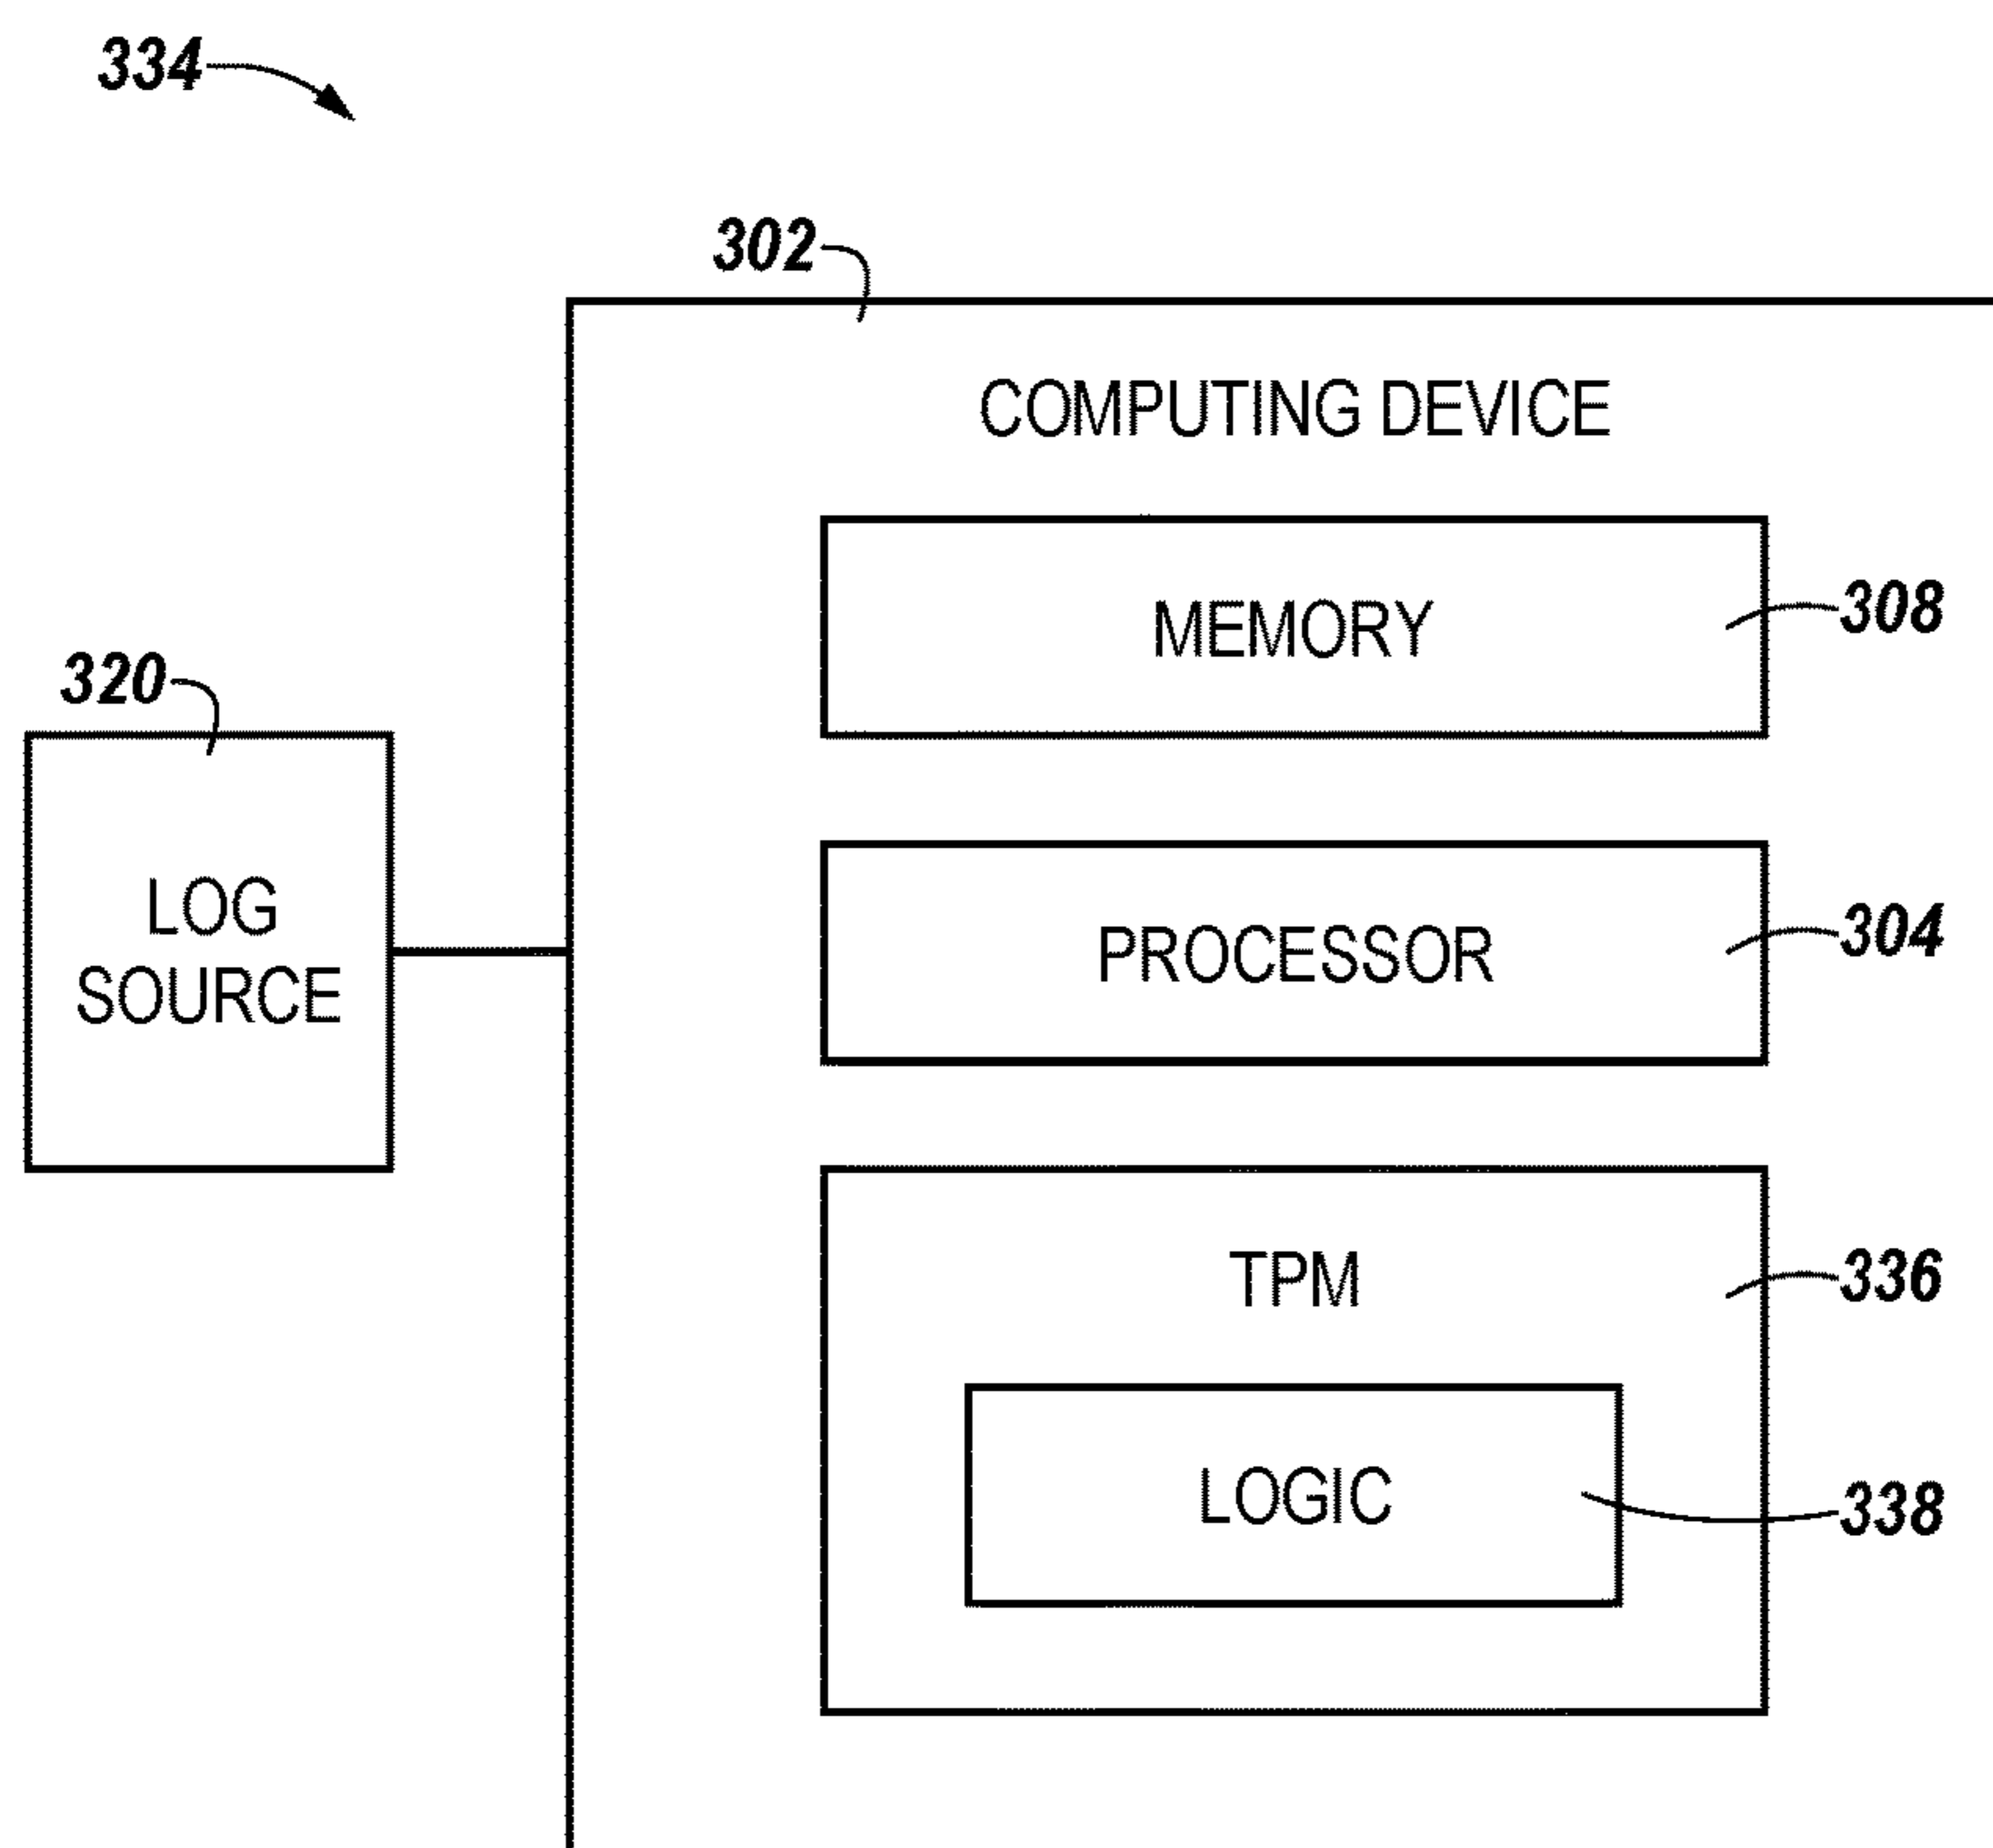 334
302
COMPUTING DEVICE
MEMORY
308
320
LOG
SOURCE
PROCESSOR
304
TPM
336
LOGIC
338